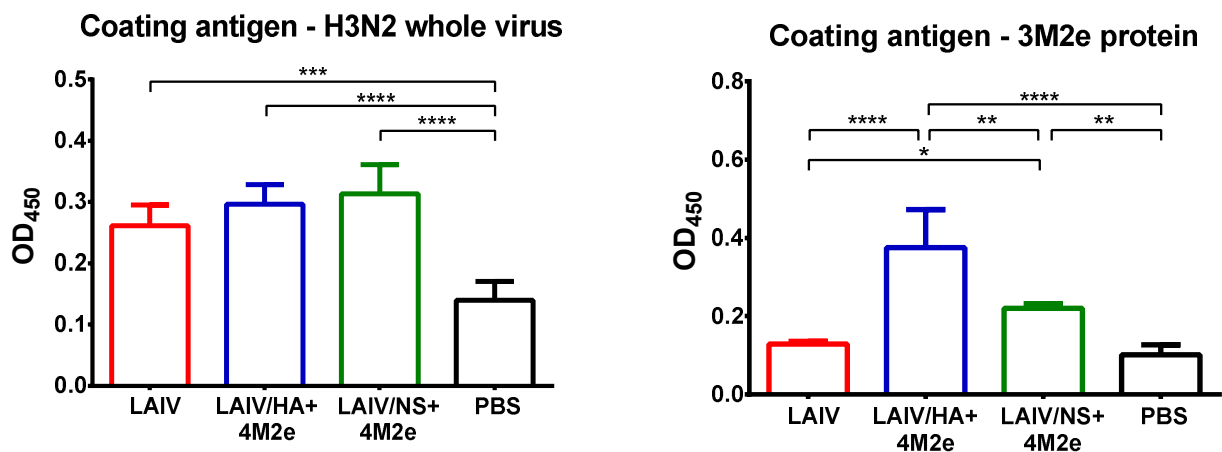 Coating antigen - H3N2 whole virus
OD450
0.5
0.4
0.3
0.2
0.1
0.0
***
****
****
LAIV
LAIV/HA+
4M2e
LAIV/NS+
4M2e
PBS
Coating antigen - 3M2e protein
OD450
0.8
0.6
0.4
0.2
0.0
****
****
**
**
*
LAIV
LAIV/HA+
4M2e
LAIV/NS+
4M2e
PBS